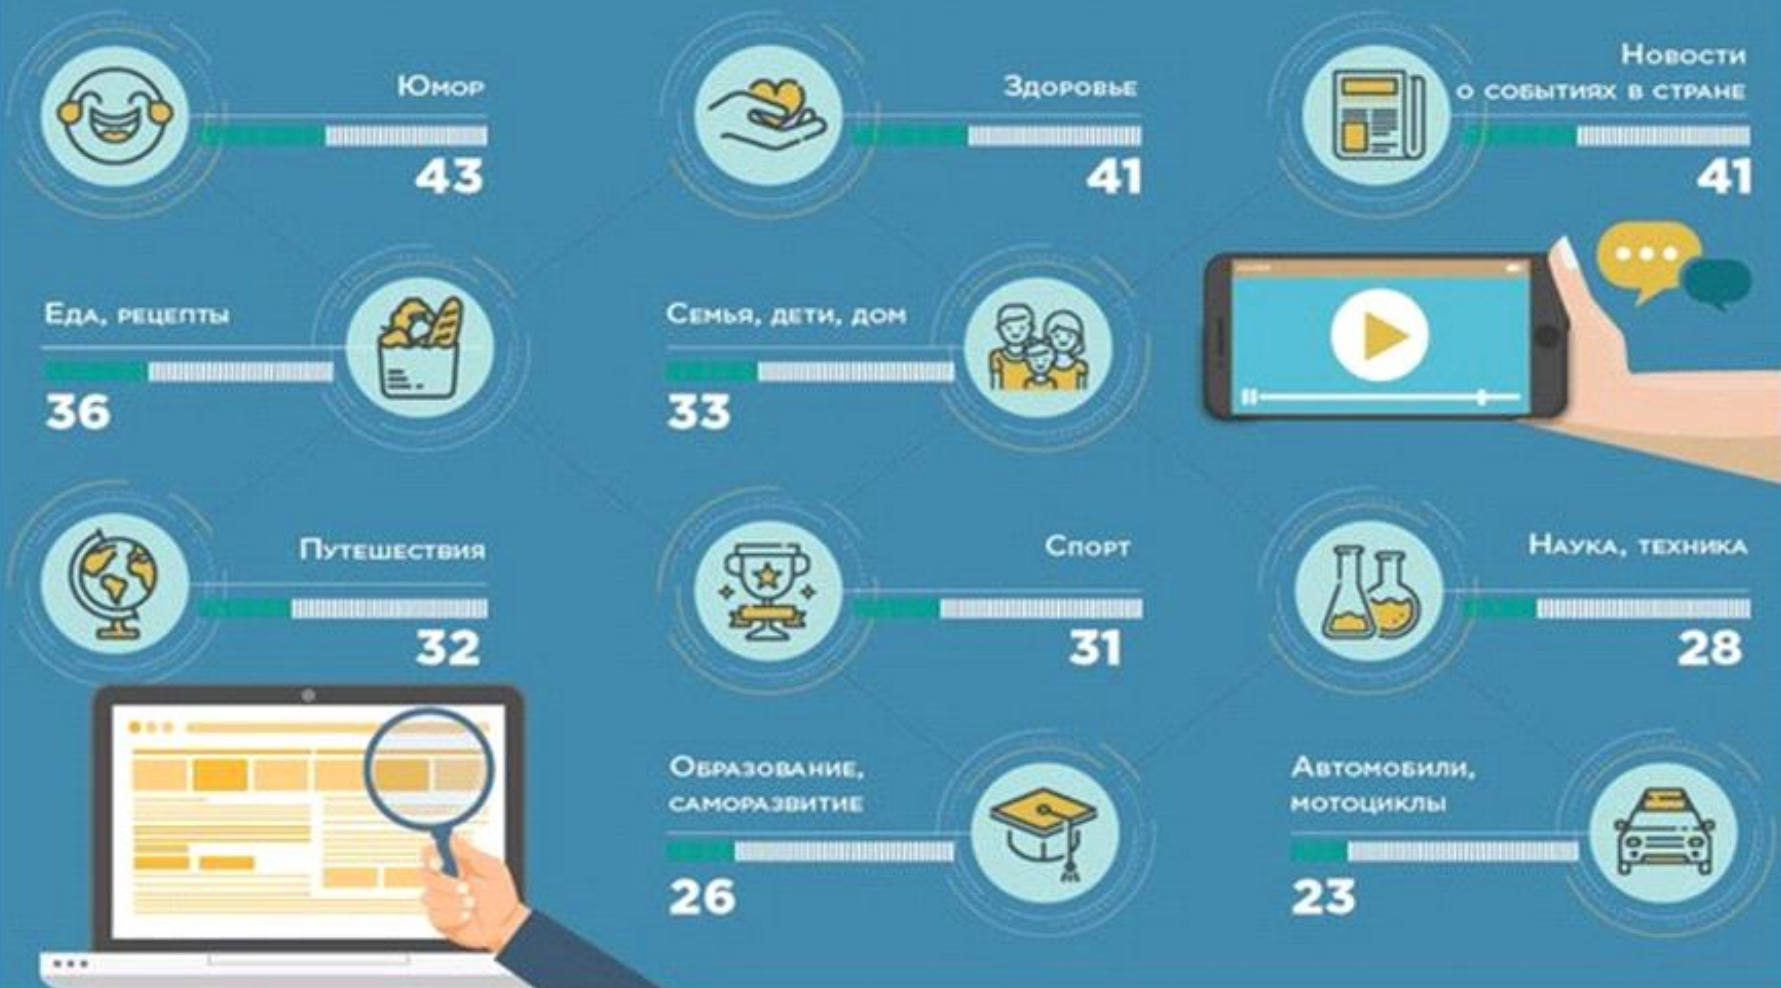 Юмор
43
Здоровье
41
Новости
о событиях в стране
41
Еда, рецепты
36
Семья, дети, дом
33
Путешествия
32
Спорт
31
Наука, техника
28
Образование,
саморазвитие
26
Автомобили,
мотоциклы
23